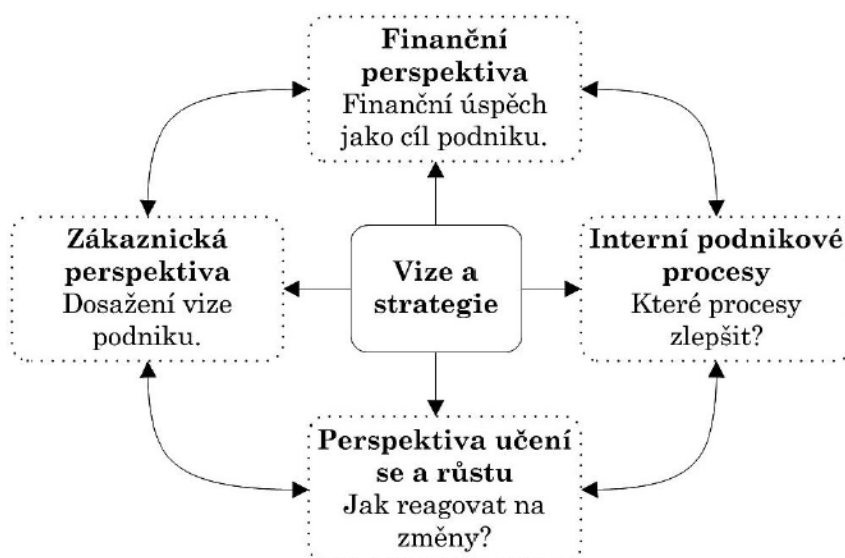 Finanční
perspektiva
Finanční úspěch
jako cíl podniku.
Zákaznická
perspektiva
Dosažení vize
podniku.
Vize a
strategie
Interní podnikové
procesy
Které procesy
zlepšit?
Perspektiva učení
se a růstu
Jak reagovat na
změny?